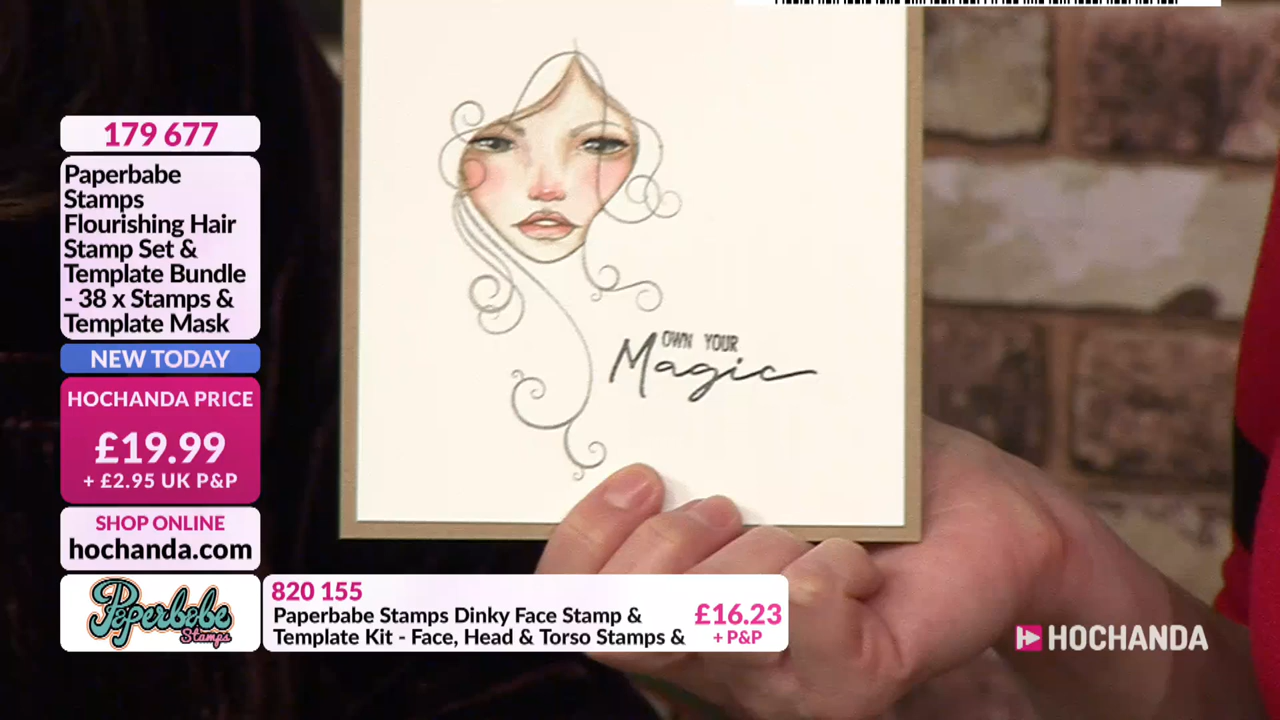 179 677
Paperbabe
Stamps
Flourishing Hair
Stamp Set &
Template Bundle
- 38 x Stamps &
Template Mask
NEW TODAY
HOCHANDA PRICE
£19.99
+ £2.95 UK P&P
SHOP ONLINE
hochanda.com
OWN YOUR
Magic
Paperbabe
Stamps
820 155
Paperbabe Stamps Dinky Face Stamp &
Template Kit - Face, Head & Torso Stamps &
£16.23
+ P&P
HOCHANDA